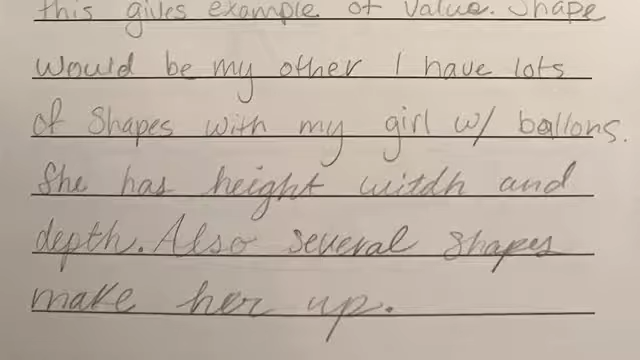 this gives example of value. Shape
would be my other I have lots
of Shapes with my girl w/ ballons.
She has height witdh and
depth. Also several shapes
make her up.